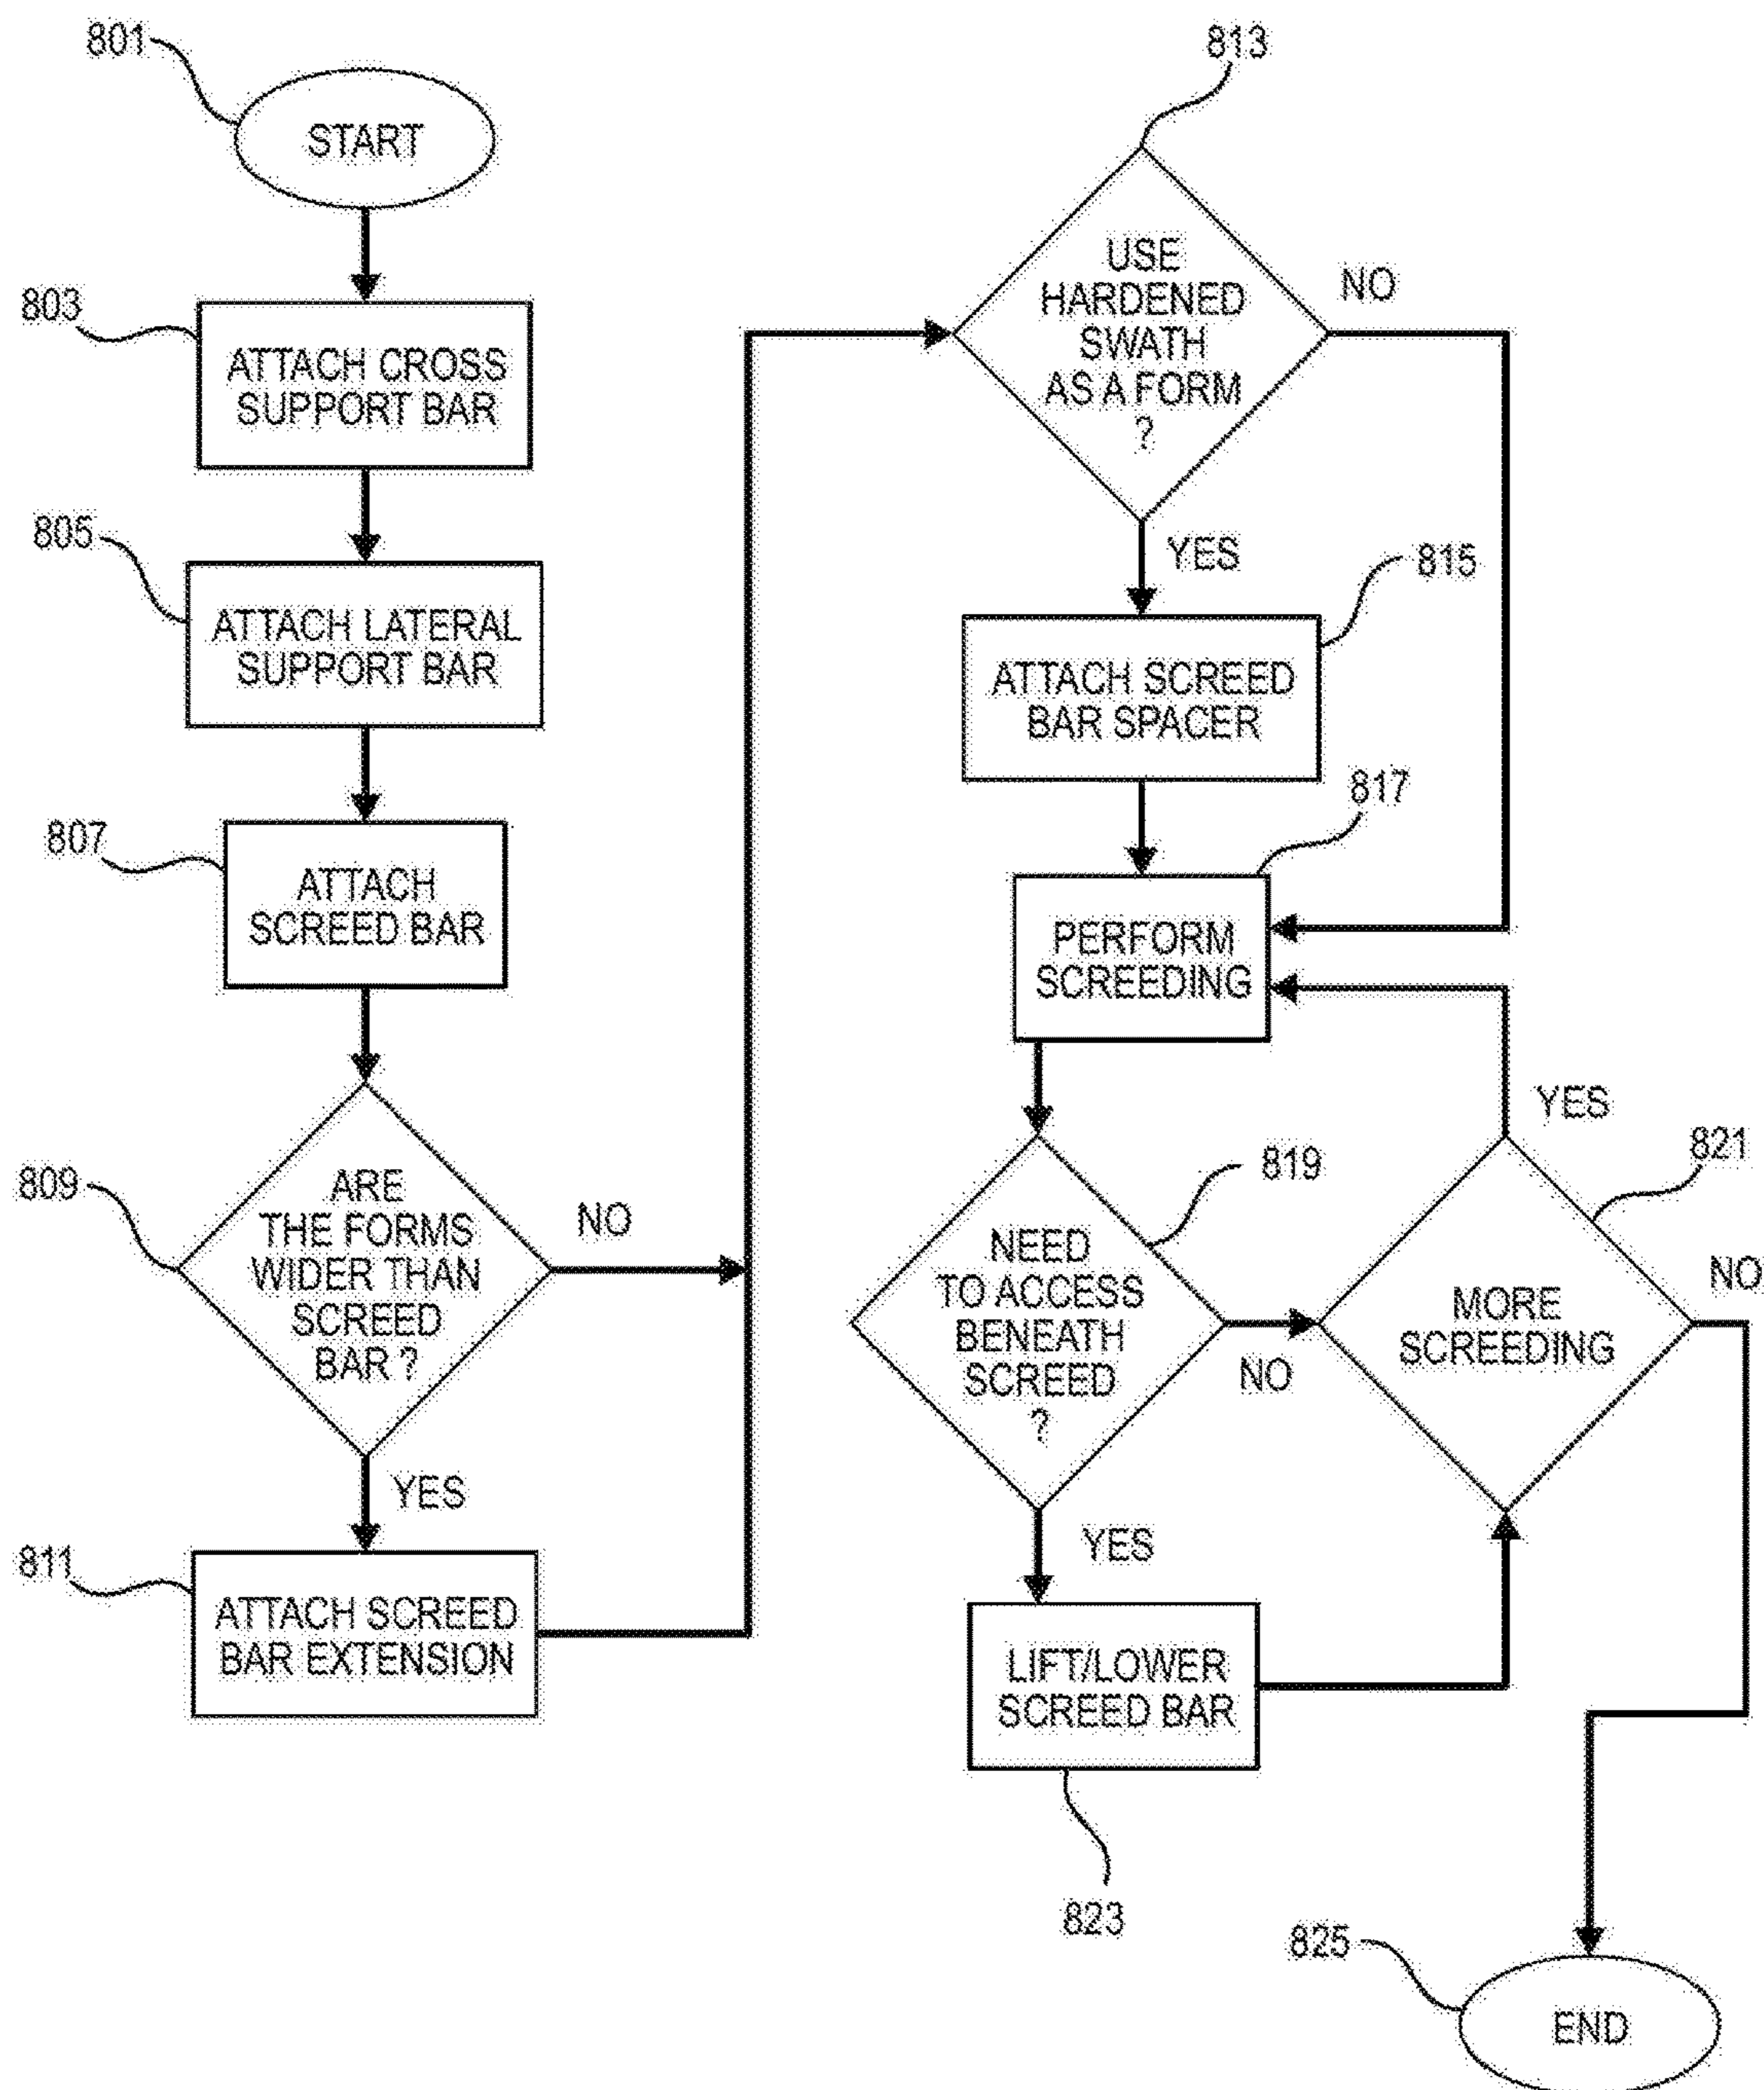 801
START
803
ATTACH CROSS
SUPPORT BAR
805
ATTACH LATERAL
SUPPORT BAR
807
ATTACH
SCREED BAR
809
ARE
THE FORMS
WIDER THAN
SCREED
BAR ?
NO
YES
811
ATTACH SCREED
BAR EXTENSION
813
USE
HARDENED
SWATH
AS A FORM
?
NO
YES
815
ATTACH SCREED
BAR SPACER
817
PERFORM
SCREEDING
819
NEED
TO ACCESS
BENEATH
SCREED
?
NO
YES
821
MORE
SCREEDING
YES
NO
LIFT/LOWER
SCREED BAR
823
825
END